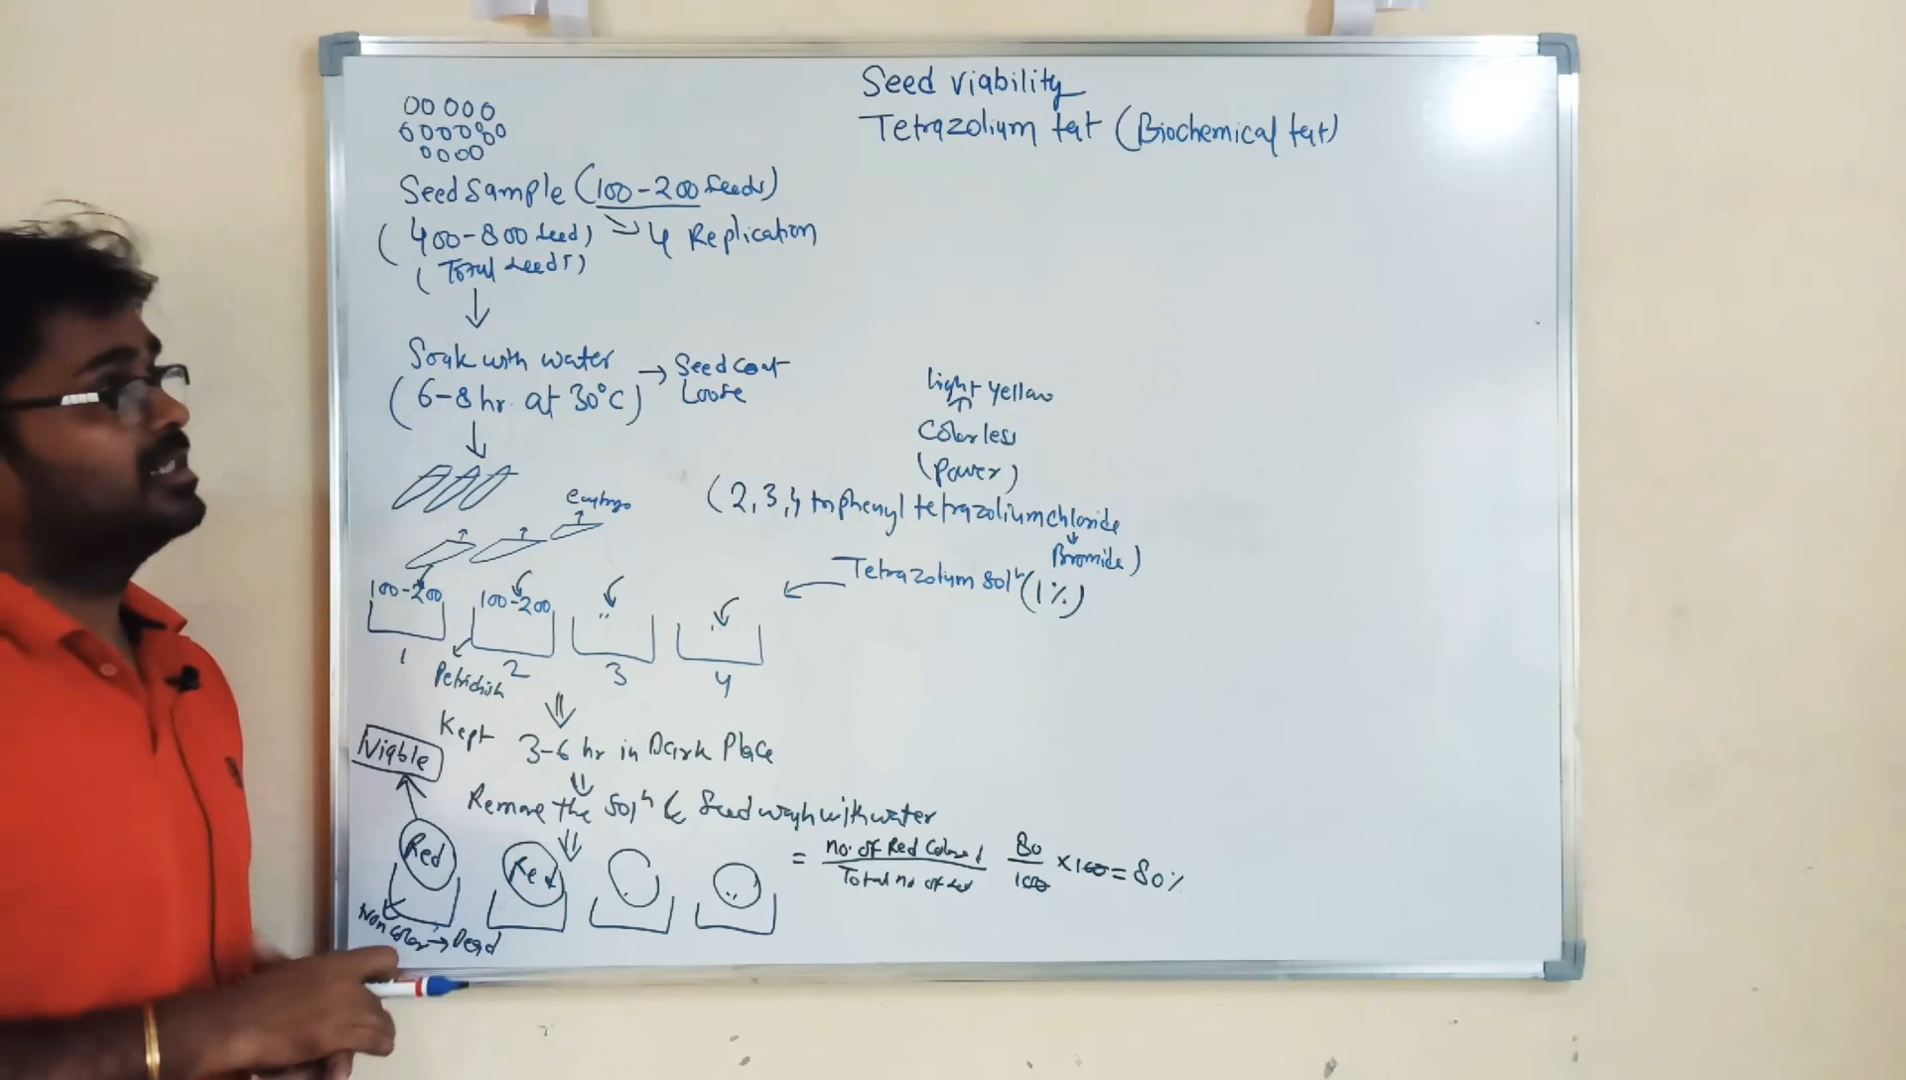 Seed viability
Tetrazolium test (Biochemical test)
Seed sample (100-200 seeds)
(400-800 seed) => 4 Replication
(Total seeds)
Soak with water → Seed coat
(6-8 hr. at 30°c) Loose
embryo
light yellow
Colorless
(Power)
(2,3,4 triphenyl tetrazolium chloride
Bromide)
Tetrazolium solⁿ (1%)
100-200 100-200
1 2 3 4
Petridish
Kept 3-6 hr in Dark Place
Viable
Remove the solⁿ & Seed wash with water
Red Red
= no. of Red Colored 80
Total no of 100 ×100 = 80%
Non color → Dead